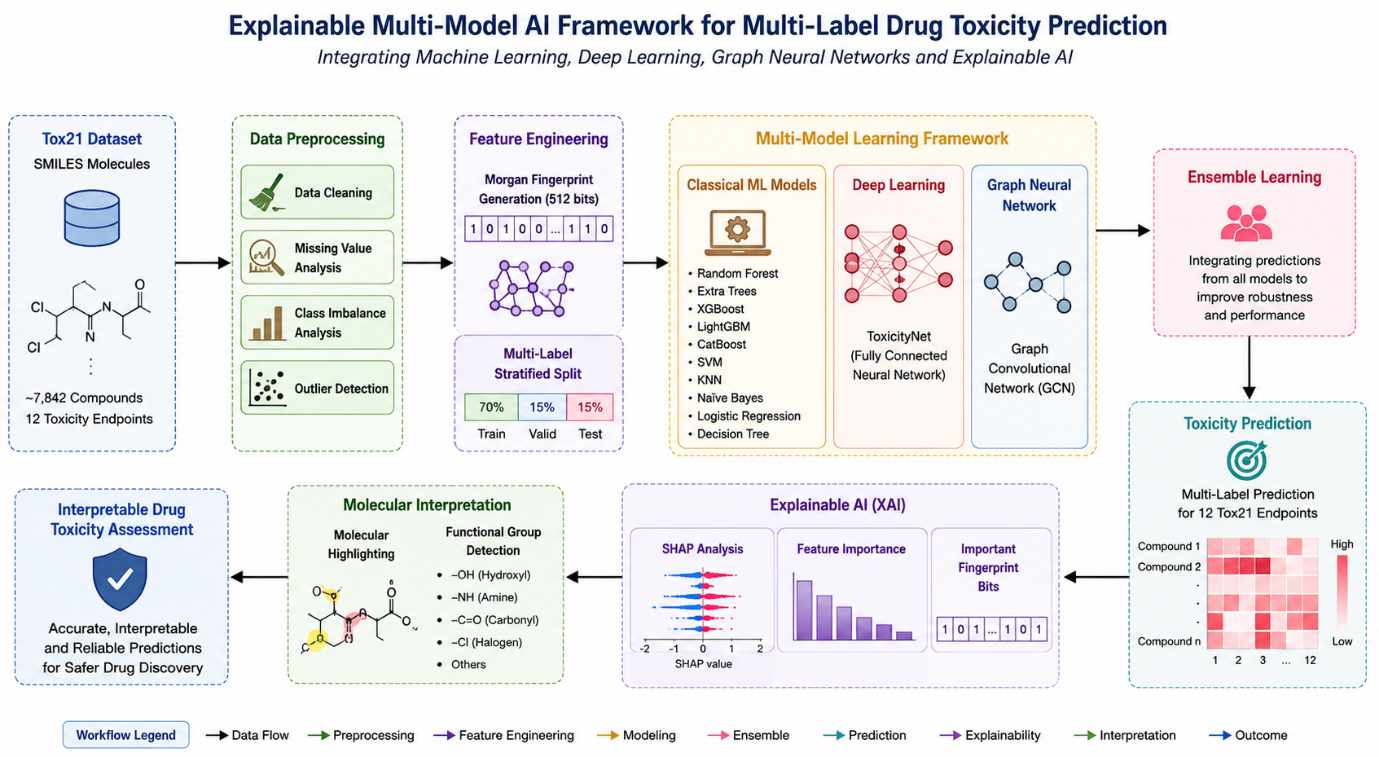 Explainable Multi-Model AI Framework for Multi-Label Drug Toxicity Prediction
Integrating Machine Learning, Deep Learning, Graph Neural Networks and Explainable AI
Tox21 Dataset
SMILES Molecules
Cl
Cl
N
N
O
~7,842 Compounds
12 Toxicity Endpoints
Data Preprocessing
Data Cleaning
Missing Value
Analysis
Class Imbalance
Analysis
Outlier Detection
Feature Engineering
Morgan Fingerprint
Generation (512 bits)
1 0 1 0 0 ... 1 1 0
Multi-Label
Stratified Split
70% 15% 15%
Train Valid Test
Multi-Model Learning Framework
Classical ML Models
• Random Forest
• Extra Trees
• XGBoost
• LightGBM
• CatBoost
• SVM
• KNN
• Naïve Bayes
• Logistic Regression
• Decision Tree
Deep Learning
ToxicityNet
(Fully Connected
Neural Network)
Graph Neural
Network
Graph
Convolutional
Network (GCN)
Ensemble Learning
Integrating predictions
from all models to
improve robustness
and performance
Toxicity Prediction
Multi-Label Prediction
for 12 Tox21 Endpoints
Compound 1
Compound 2
Compound n
1 2 3 ... 12
High
Low
Explainable AI (XAI)
SHAP Analysis
-2 -1 0 1 2
SHAP value
Feature Importance
Important
Fingerprint
Bits
1 0 1 ... 1 0 1
Molecular Interpretation
Molecular
Highlighting
Functional Group
Detection
• –OH (Hydroxyl)
• –NH (Amine)
• –C=O (Carbonyl)
• –Cl (Halogen)
• Others
Interpretable Drug
Toxicity Assessment
Accurate, Interpretable
and Reliable Predictions
for Safer Drug Discovery
Workflow Legend
Data Flow
Preprocessing
Feature Engineering
Modeling
Ensemble
Prediction
Explainability
Interpretation
Outcome